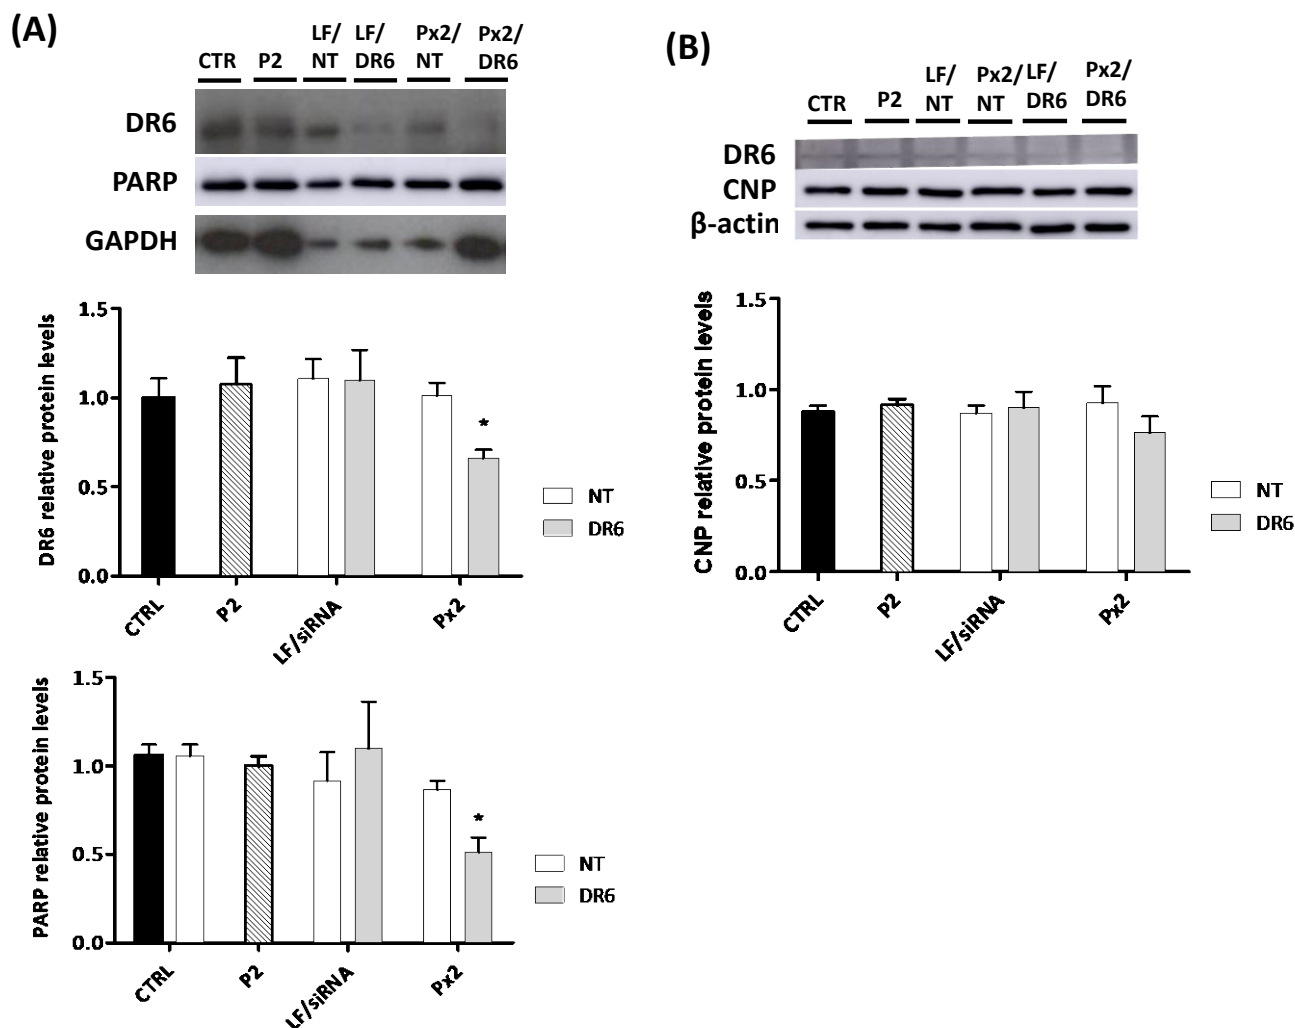 (A)
CTR P2 LF/ NT LF/ DR6 Px2/ NT Px2/ DR6
DR6
PARP
GAPDH
DR6 relative protein levels
1.5
1.0
0.5
0.0
*
NT
DR6
CTRL P2 LF/siRNA Px2
PARP relative protein levels
1.5
1.0
0.5
0.0
*
NT
DR6
CTRL P2 LF/siRNA Px2
(B)
CTR P2 LF/ NT Px2/ NT LF/ DR6 Px2/ DR6
DR6
CNP
β-actin
CNP relative protein levels
1.5
1.0
0.5
0.0
NT
DR6
CTRL P2 LF/siRNA Px2